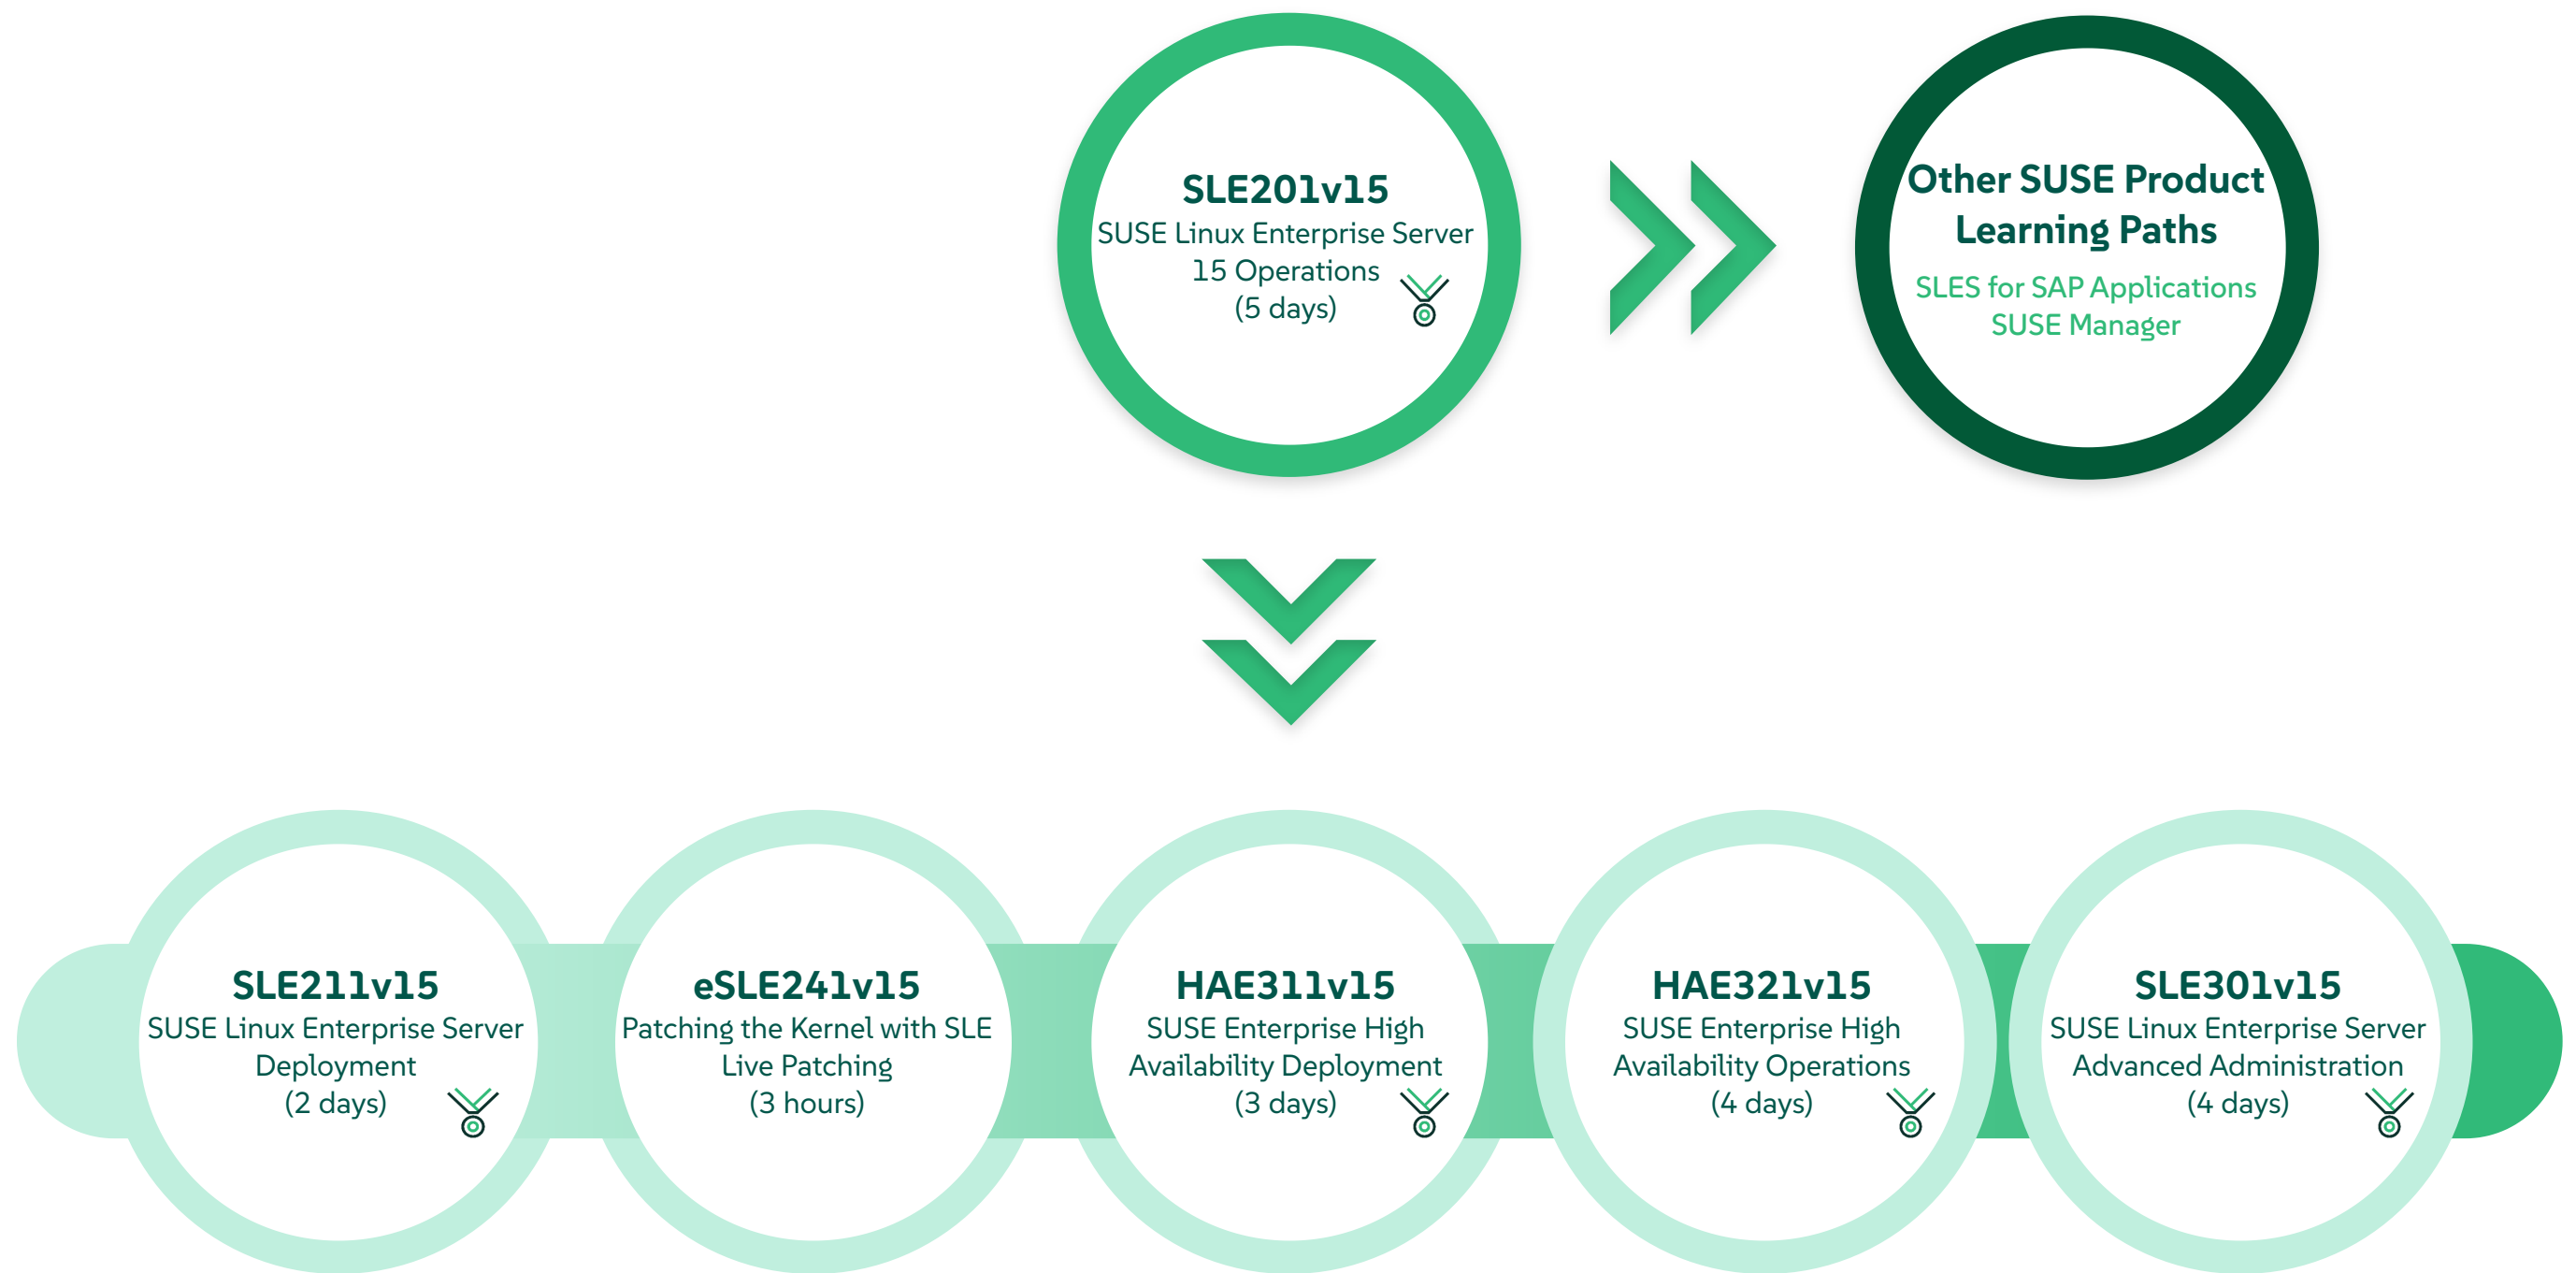 SLE201v15
SUSE Linux Enterprise Server
15 Operations
(5 days)
Other SUSE Product
Learning Paths
SLES for SAP Applications
SUSE Manager
SLE211v15
SUSE Linux Enterprise Server
Deployment
(2 days)
eSLE241v15
Patching the Kernel with SLE
Live Patching
(3 hours)
HAE311v15
SUSE Enterprise High
Availability Deployment
(3 days)
HAE321v15
SUSE Enterprise High
Availability Operations
(4 days)
SLE301v15
SUSE Linux Enterprise Server
Advanced Administration
(4 days)